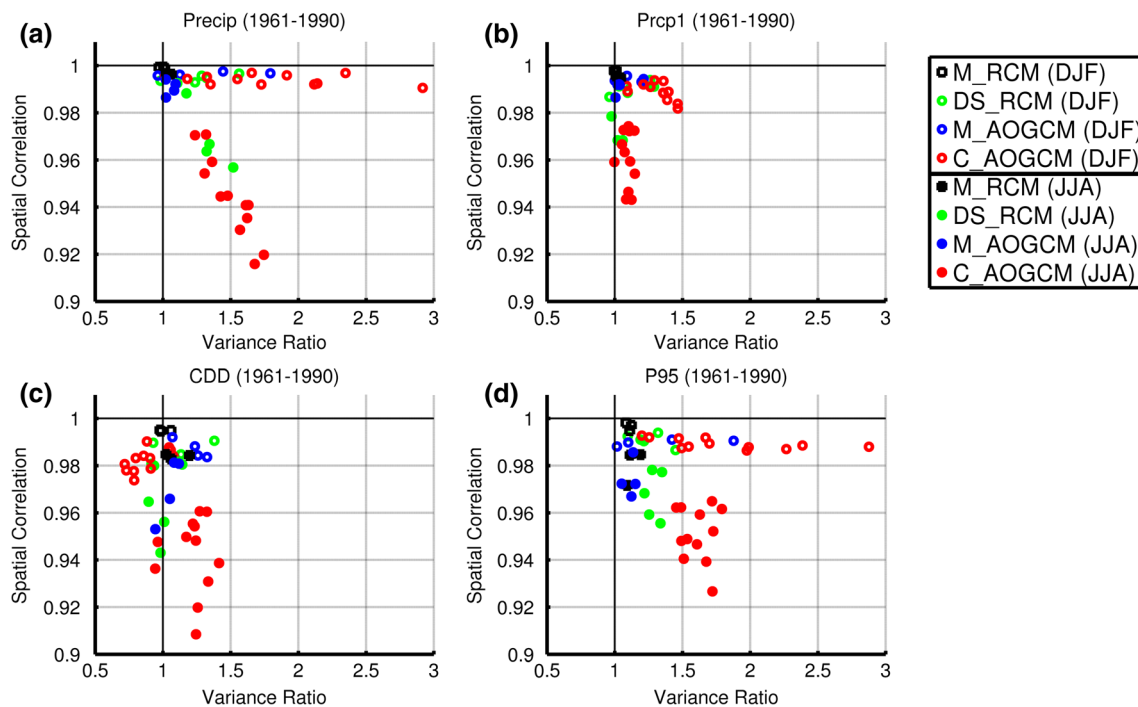 (a)
Precip (1961-1990)
1
0.98
0.96
0.94
0.92
0.9
0.5
1
1.5
2
2.5
3
Spatial Correlation
Variance Ratio
(b)
Prcp1 (1961-1990)
1
0.98
0.96
0.94
0.92
0.9
0.5
1
1.5
2
2.5
3
Spatial Correlation
Variance Ratio
M_RCM (DJF)
DS_RCM (DJF)
M_AOGCM (DJF)
C_AOGCM (DJF)
M_RCM (JJA)
DS_RCM (JJA)
M_AOGCM (JJA)
C_AOGCM (JJA)
(c)
CDD (1961-1990)
1
0.98
0.96
0.94
0.92
0.9
0.5
1
1.5
2
2.5
3
Spatial Correlation
Variance Ratio
(d)
P95 (1961-1990)
1
0.98
0.96
0.94
0.92
0.9
0.5
1
1.5
2
2.5
3
Spatial Correlation
Variance Ratio